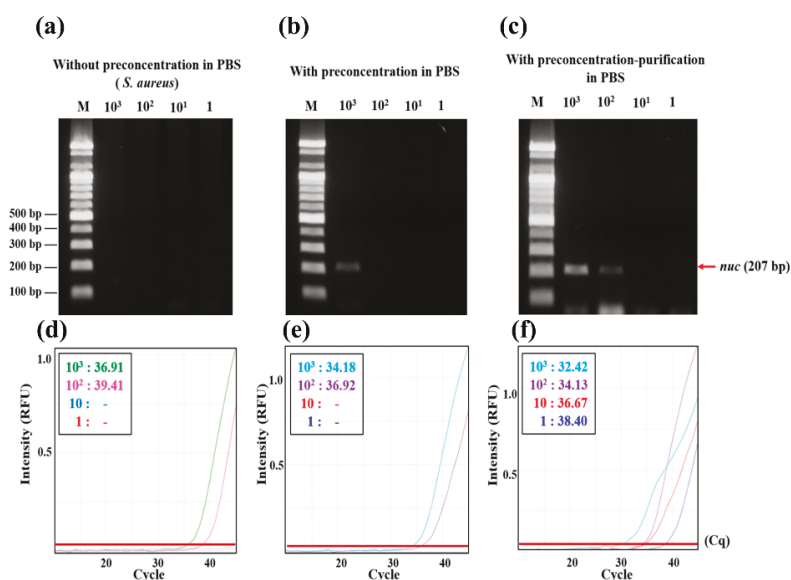 (a)
Without preconcentration in PBS
( S. aureus)
M 10³ 10² 10¹ 1
500 bp
400 bp
300 bp
200 bp
100 bp
(b)
With preconcentration in PBS
M 10³ 10² 10¹ 1
(c)
With preconcentration-purification
in PBS
M 10³ 10² 10¹ 1
nuc (207 bp)
(d)
Intensity (RFU)
1.0
0.5
10³ : 36.91
10² : 39.41
10 : -
1 : -
20 30 40
Cycle
(e)
Intensity (RFU)
1.0
0.5
10³ : 34.18
10² : 36.92
10 : -
1 : -
20 30 40
Cycle
(f)
Intensity (RFU)
1.0
0.5
10³ : 32.42
10² : 34.13
10 : 36.67
1 : 38.40
(Cq)
20 30 40
Cycle